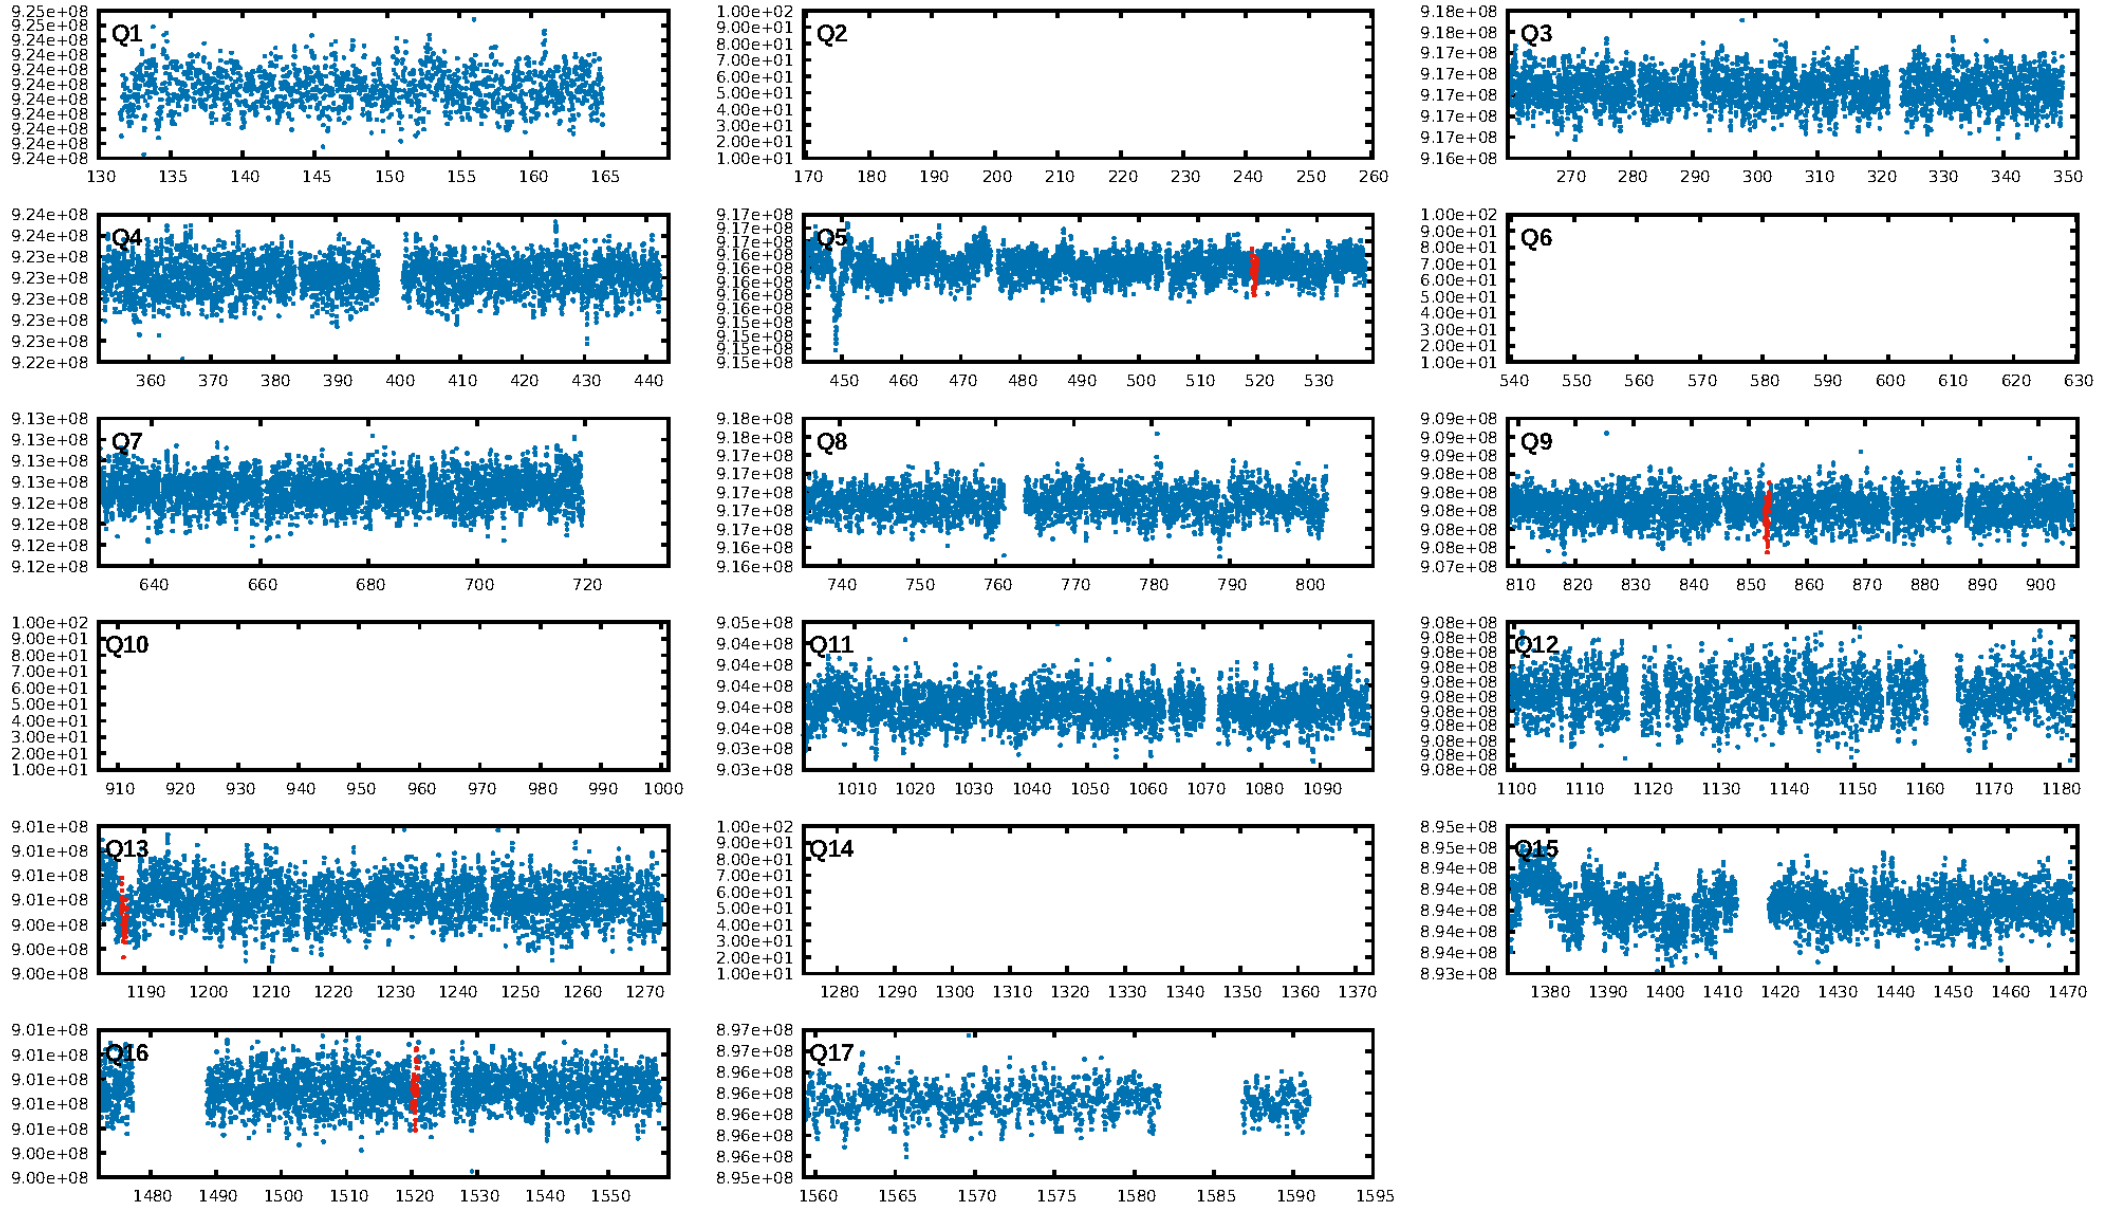 Q1
9.25e+08
9.25e+08
9.24e+08
9.24e+08
9.24e+08
9.24e+08
9.24e+08
9.24e+08
9.24e+08
9.24e+08
9.24e+08
130 135 140 145 150 155 160 165
Q2
1.00e+02
9.00e+01
8.00e+01
7.00e+01
6.00e+01
5.00e+01
4.00e+01
3.00e+01
2.00e+01
1.00e+01
170 180 190 200 210 220 230 240 250 260
Q3
9.18e+08
9.18e+08
9.17e+08
9.17e+08
9.17e+08
9.17e+08
9.17e+08
9.16e+08
270 280 290 300 310 320 330 340 350
Q4
9.24e+08
9.24e+08
9.23e+08
9.23e+08
9.23e+08
9.23e+08
9.23e+08
9.22e+08
360 370 380 390 400 410 420 430 440
Q5
9.17e+08
9.17e+08
9.17e+08
9.16e+08
9.16e+08
9.16e+08
9.16e+08
9.16e+08
9.15e+08
9.15e+08
9.15e+08
9.15e+08
450 460 470 480 490 500 510 520 530
Q6
1.00e+02
9.00e+01
8.00e+01
7.00e+01
6.00e+01
5.00e+01
4.00e+01
3.00e+01
2.00e+01
1.00e+01
540 550 560 570 580 590 600 610 620 630
Q7
9.13e+08
9.13e+08
9.13e+08
9.13e+08
9.12e+08
9.12e+08
9.12e+08
9.12e+08
640 660 680 700 720
Q8
9.18e+08
9.18e+08
9.17e+08
9.17e+08
9.17e+08
9.17e+08
9.17e+08
9.16e+08
9.16e+08
740 750 760 770 780 790 800
Q9
9.09e+08
9.09e+08
9.09e+08
9.08e+08
9.08e+08
9.08e+08
9.08e+08
9.07e+08
810 820 830 840 850 860 870 880 890 900
Q10
1.00e+02
9.00e+01
8.00e+01
7.00e+01
6.00e+01
5.00e+01
4.00e+01
3.00e+01
2.00e+01
1.00e+01
910 920 930 940 950 960 970 980 990 1000
Q11
9.05e+08
9.04e+08
9.04e+08
9.04e+08
9.04e+08
9.04e+08
9.03e+08
9.03e+08
1010 1020 1030 1040 1050 1060 1070 1080 1090
Q12
9.08e+08
9.08e+08
9.08e+08
9.08e+08
9.08e+08
9.08e+08
9.08e+08
9.08e+08
9.08e+08
9.08e+08
9.08e+08
1100 1110 1120 1130 1140 1150 1160 1170 1180
Q13
9.01e+08
9.01e+08
9.01e+08
9.01e+08
9.00e+08
9.00e+08
9.00e+08
1190 1200 1210 1220 1230 1240 1250 1260 1270
Q14
1.00e+02
9.00e+01
8.00e+01
7.00e+01
6.00e+01
5.00e+01
4.00e+01
3.00e+01
2.00e+01
1.00e+01
1280 1290 1300 1310 1320 1330 1340 1350 1360 1370
Q15
8.95e+08
8.95e+08
8.94e+08
8.94e+08
8.94e+08
8.94e+08
8.94e+08
8.93e+08
1380 1390 1400 1410 1420 1430 1440 1450 1460 1470
Q16
9.01e+08
9.01e+08
9.01e+08
9.01e+08
9.01e+08
9.00e+08
9.00e+08
1480 1490 1500 1510 1520 1530 1540 1550
Q17
8.97e+08
8.97e+08
8.96e+08
8.96e+08
8.96e+08
8.96e+08
8.96e+08
8.95e+08
1560 1565 1570 1575 1580 1585 1590 1595